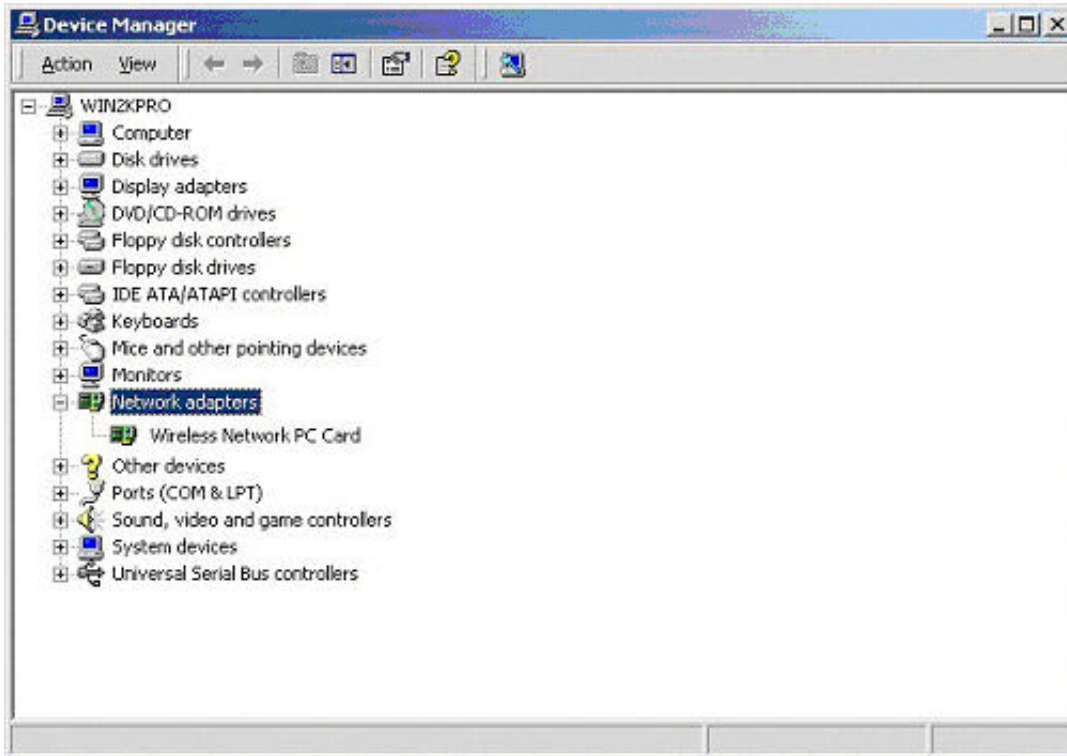 Device Manager
Action View
WIN2KPRO
Computer
Disk drives
Display adapters
DVD/CD-ROM drives
Floppy disk controllers
Floppy disk drives
IDE ATA/ATAPI controllers
Keyboards
Mice and other pointing devices
Monitors
Network adapters
Wireless Network PC Card
Other devices
Ports (COM & LPT)
Sound, video and game controllers
System devices
Universal Serial Bus controllers